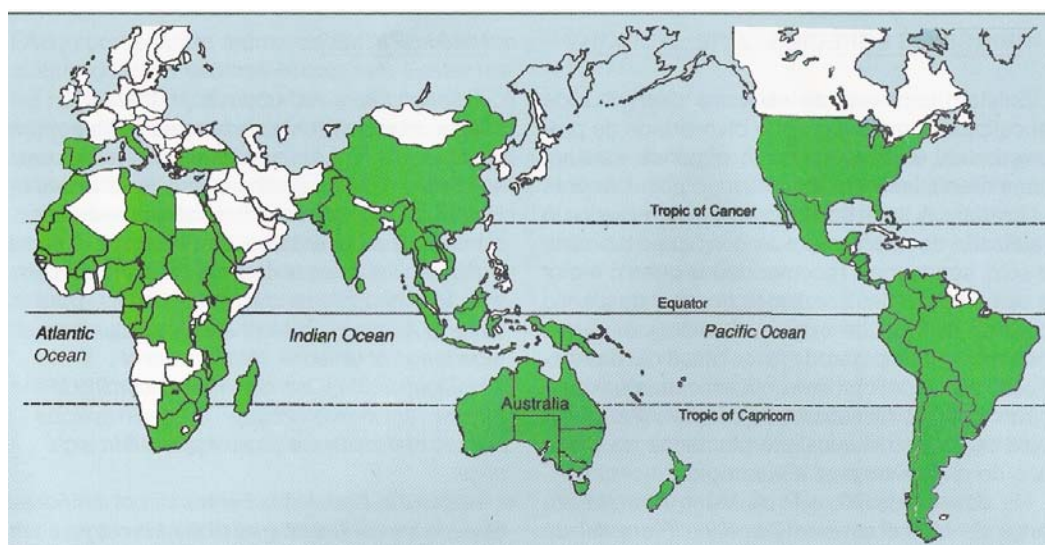 Tropic of Cancer
Equator
Atlantic
Ocean
Indian Ocean
Pacific Ocean
Australia
Tropic of Capricorn